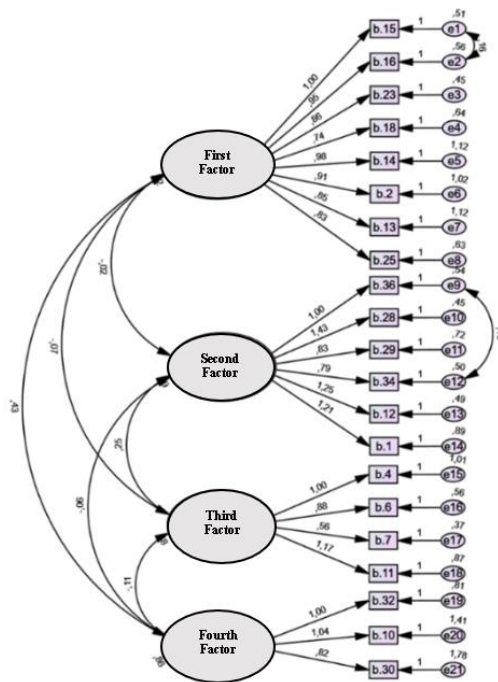 ,51
b.15 1 e1
,56
b.16 1 e2
,16
,45
b.23 1 e3
,64
b.18 1 e4
1,12
b.14 1 e5
1,02
b.2 1 e6
1,12
b.13 1 e7
,63
b.25 1 e8
1,00
,95
,86
,74
,98
,91
,85
,83
First
Factor
,54
b.36 1 e9
,45
b.28 1 e10
,72
b.29 1 e11
,50
b.34 1 e12
,49
b.12 1 e13
,89
b.1 1 e14
1,00
1,43
,83
,79
1,25
1,21
Second
Factor
1,01
b.4 1 e15
,56
b.6 1 e16
,37
b.7 1 e17
,87
b.11 1 e18
1,00
,88
,56
1,17
Third
Factor
,81
b.32 1 e19
1,41
b.10 1 e20
1,78
b.30 1 e21
1,00
1,04
,82
Fourth
Factor
-,02
-,07
,43
,25
-,06
-,11